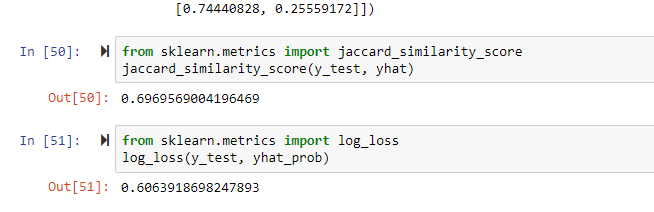 [0.74440828, 0.25559172]])
In [50]: from sklearn.metrics import jaccard_similarity_score
jaccard_similarity_score(y_test, yhat)
Out[50]: 0.6969569004196469
In [51]: from sklearn.metrics import log_loss
log_loss(y_test, yhat_prob)
Out[51]: 0.6063918698247893